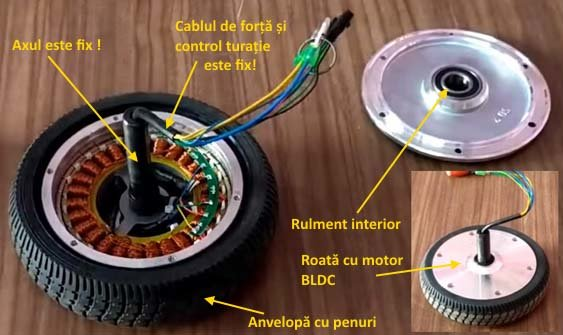 Cablul de forță și
control turație
este fix!
Axul este fix !
Rulment interior
Roată cu motor
BLDC
Anvelopă cu penuri